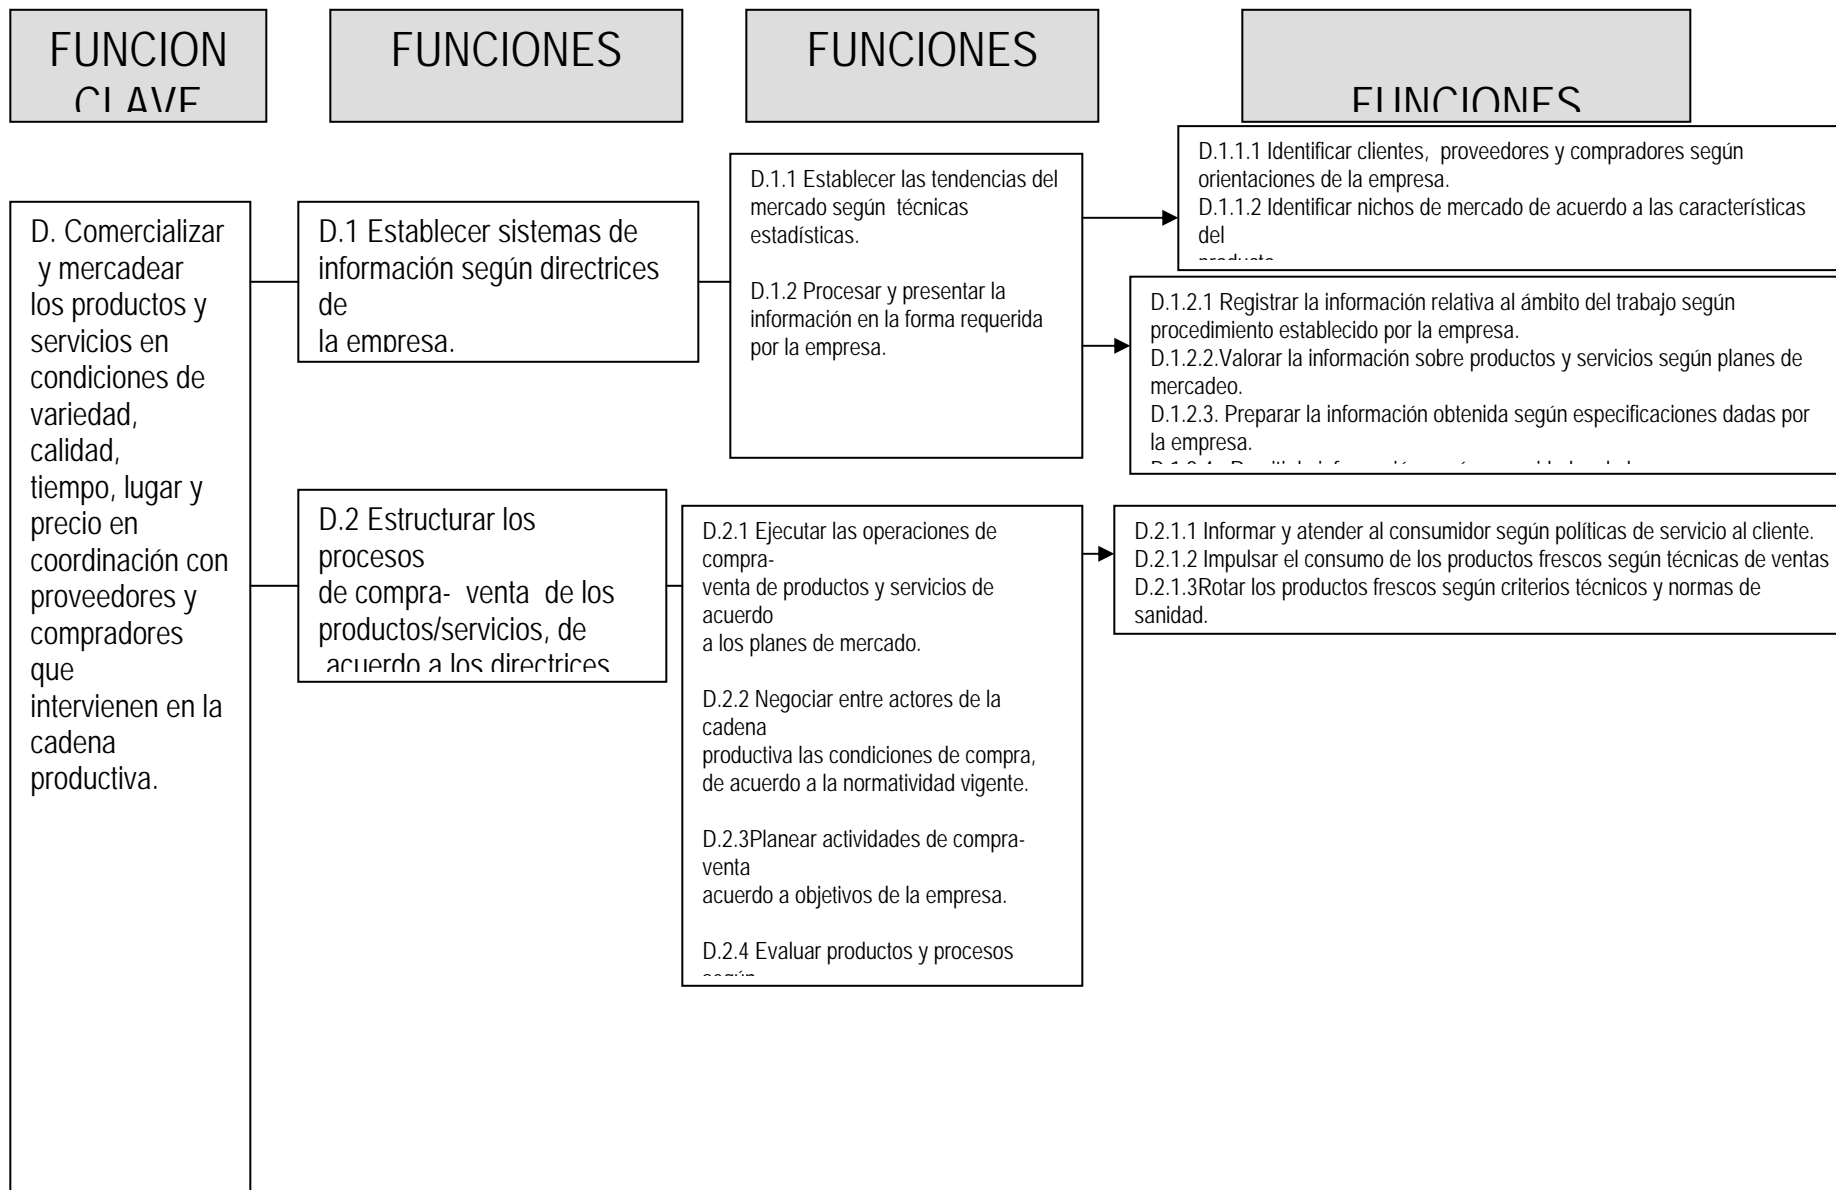 FUNCION
CLAVE
FUNCIONES
FUNCIONES
FUNCIONES
D. Comercializar
y mercadear
los productos y
servicios en
condiciones de
variedad,
calidad,
tiempo, lugar y
precio en
coordinación con
proveedores y
compradores
que
intervienen en la
cadena
productiva.
D.1 Establecer sistemas de
información según directrices
de
la empresa.
D.1.1 Establecer las tendencias del
mercado según técnicas
estadísticas.
D.1.2 Procesar y presentar la
información en la forma requerida
por la empresa.
D.1.1.1 Identificar clientes, proveedores y compradores según
orientaciones de la empresa.
D.1.1.2 Identificar nichos de mercado de acuerdo a las características
del
D.1.2.1 Registrar la información relativa al ámbito del trabajo según
procedimiento establecido por la empresa.
D.1.2.2.Valorar la información sobre productos y servicios según planes de
mercadeo.
D.1.2.3. Preparar la información obtenida según especificaciones dadas por
la empresa.
D.2 Estructurar los
procesos
de compra- venta de los
productos/servicios, de
acuerdo a los directrices
D.2.1 Ejecutar las operaciones de
compra-
venta de productos y servicios de
acuerdo
a los planes de mercado.
D.2.2 Negociar entre actores de la
cadena
productiva las condiciones de compra,
de acuerdo a la normatividad vigente.
D.2.3Planear actividades de compra-
venta
acuerdo a objetivos de la empresa.
D.2.4 Evaluar productos y procesos
D.2.1.1 Informar y atender al consumidor según políticas de servicio al cliente.
D.2.1.2 Impulsar el consumo de los productos frescos según técnicas de ventas
D.2.1.3Rotar los productos frescos según criterios técnicos y normas de
sanidad.